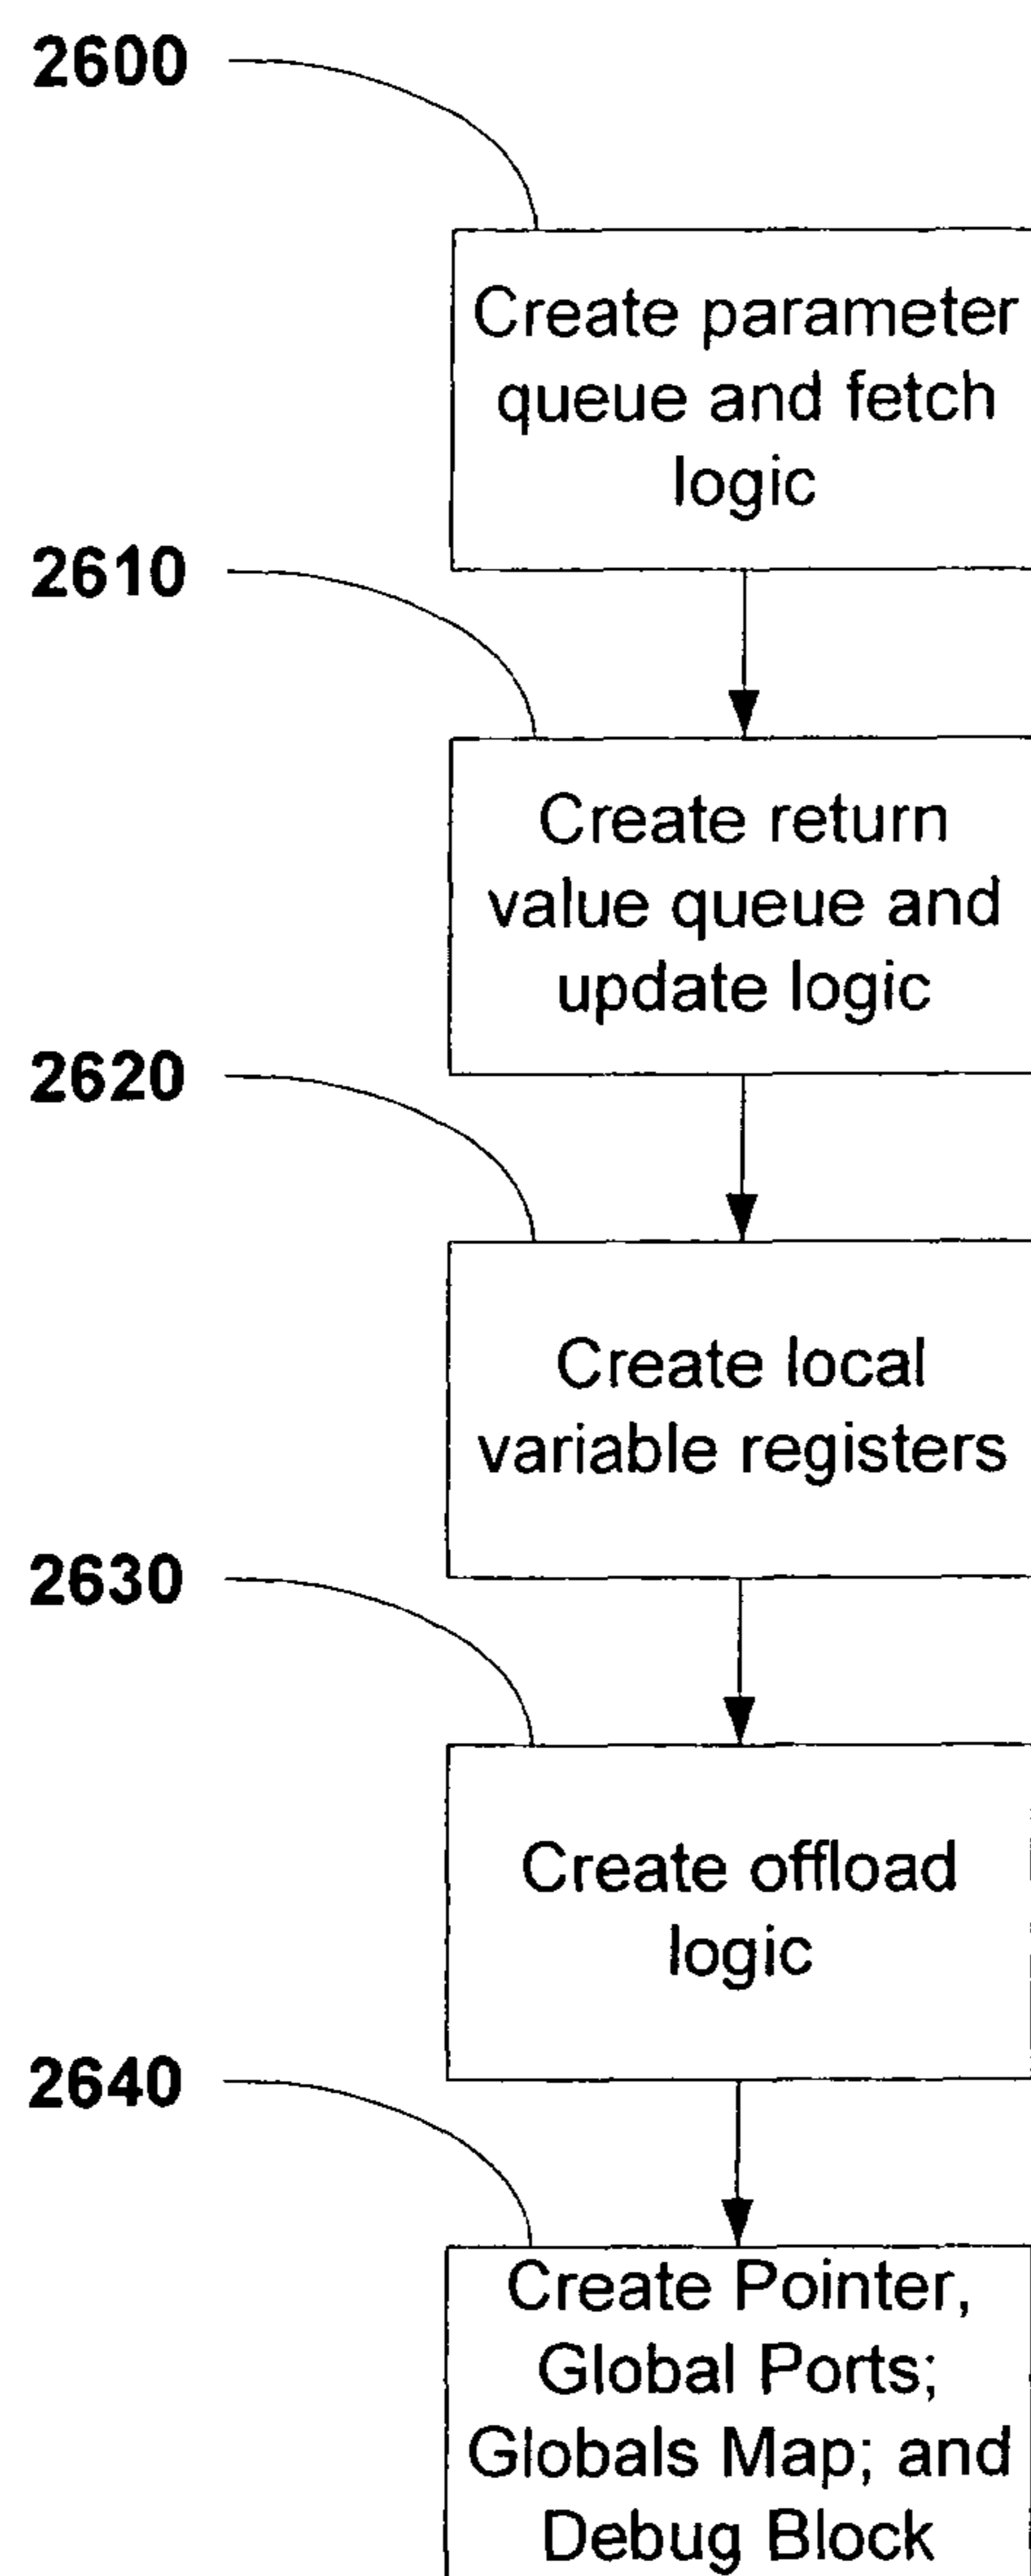 2600
Create parameter
queue and fetch
logic
2610
Create return
value queue and
update logic
2620
Create local
variable registers
2630
Create offload
logic
2640
Create Pointer,
Global Ports;
Globals Map; and
Debug Block